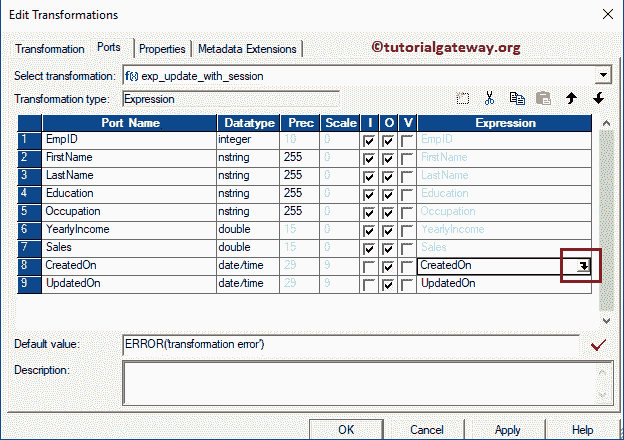 Edit Transformations
Transformation Ports Properties Metadata Extensions ©tutorialgateway.org
Select transformation: f(x) exp_update_with_session
Transformation type: Expression
Port Name Datatype Prec Scale I O V Expression
1 EmpID integer 10 0 EmpID
2 FirstName nstring 255 0 FirstName
3 LastName nstring 255 0 LastName
4 Education nstring 255 0 Education
5 Occupation nstring 255 0 Occupation
6 YearlyIncome double 15 0 YearlyIncome
7 Sales double 15 0 Sales
8 CreatedOn date/time 29 9 CreatedOn
9 UpdatedOn date/time 29 9 UpdatedOn
Default value: ERROR('transformation error')
Description:
OK Cancel Apply Help